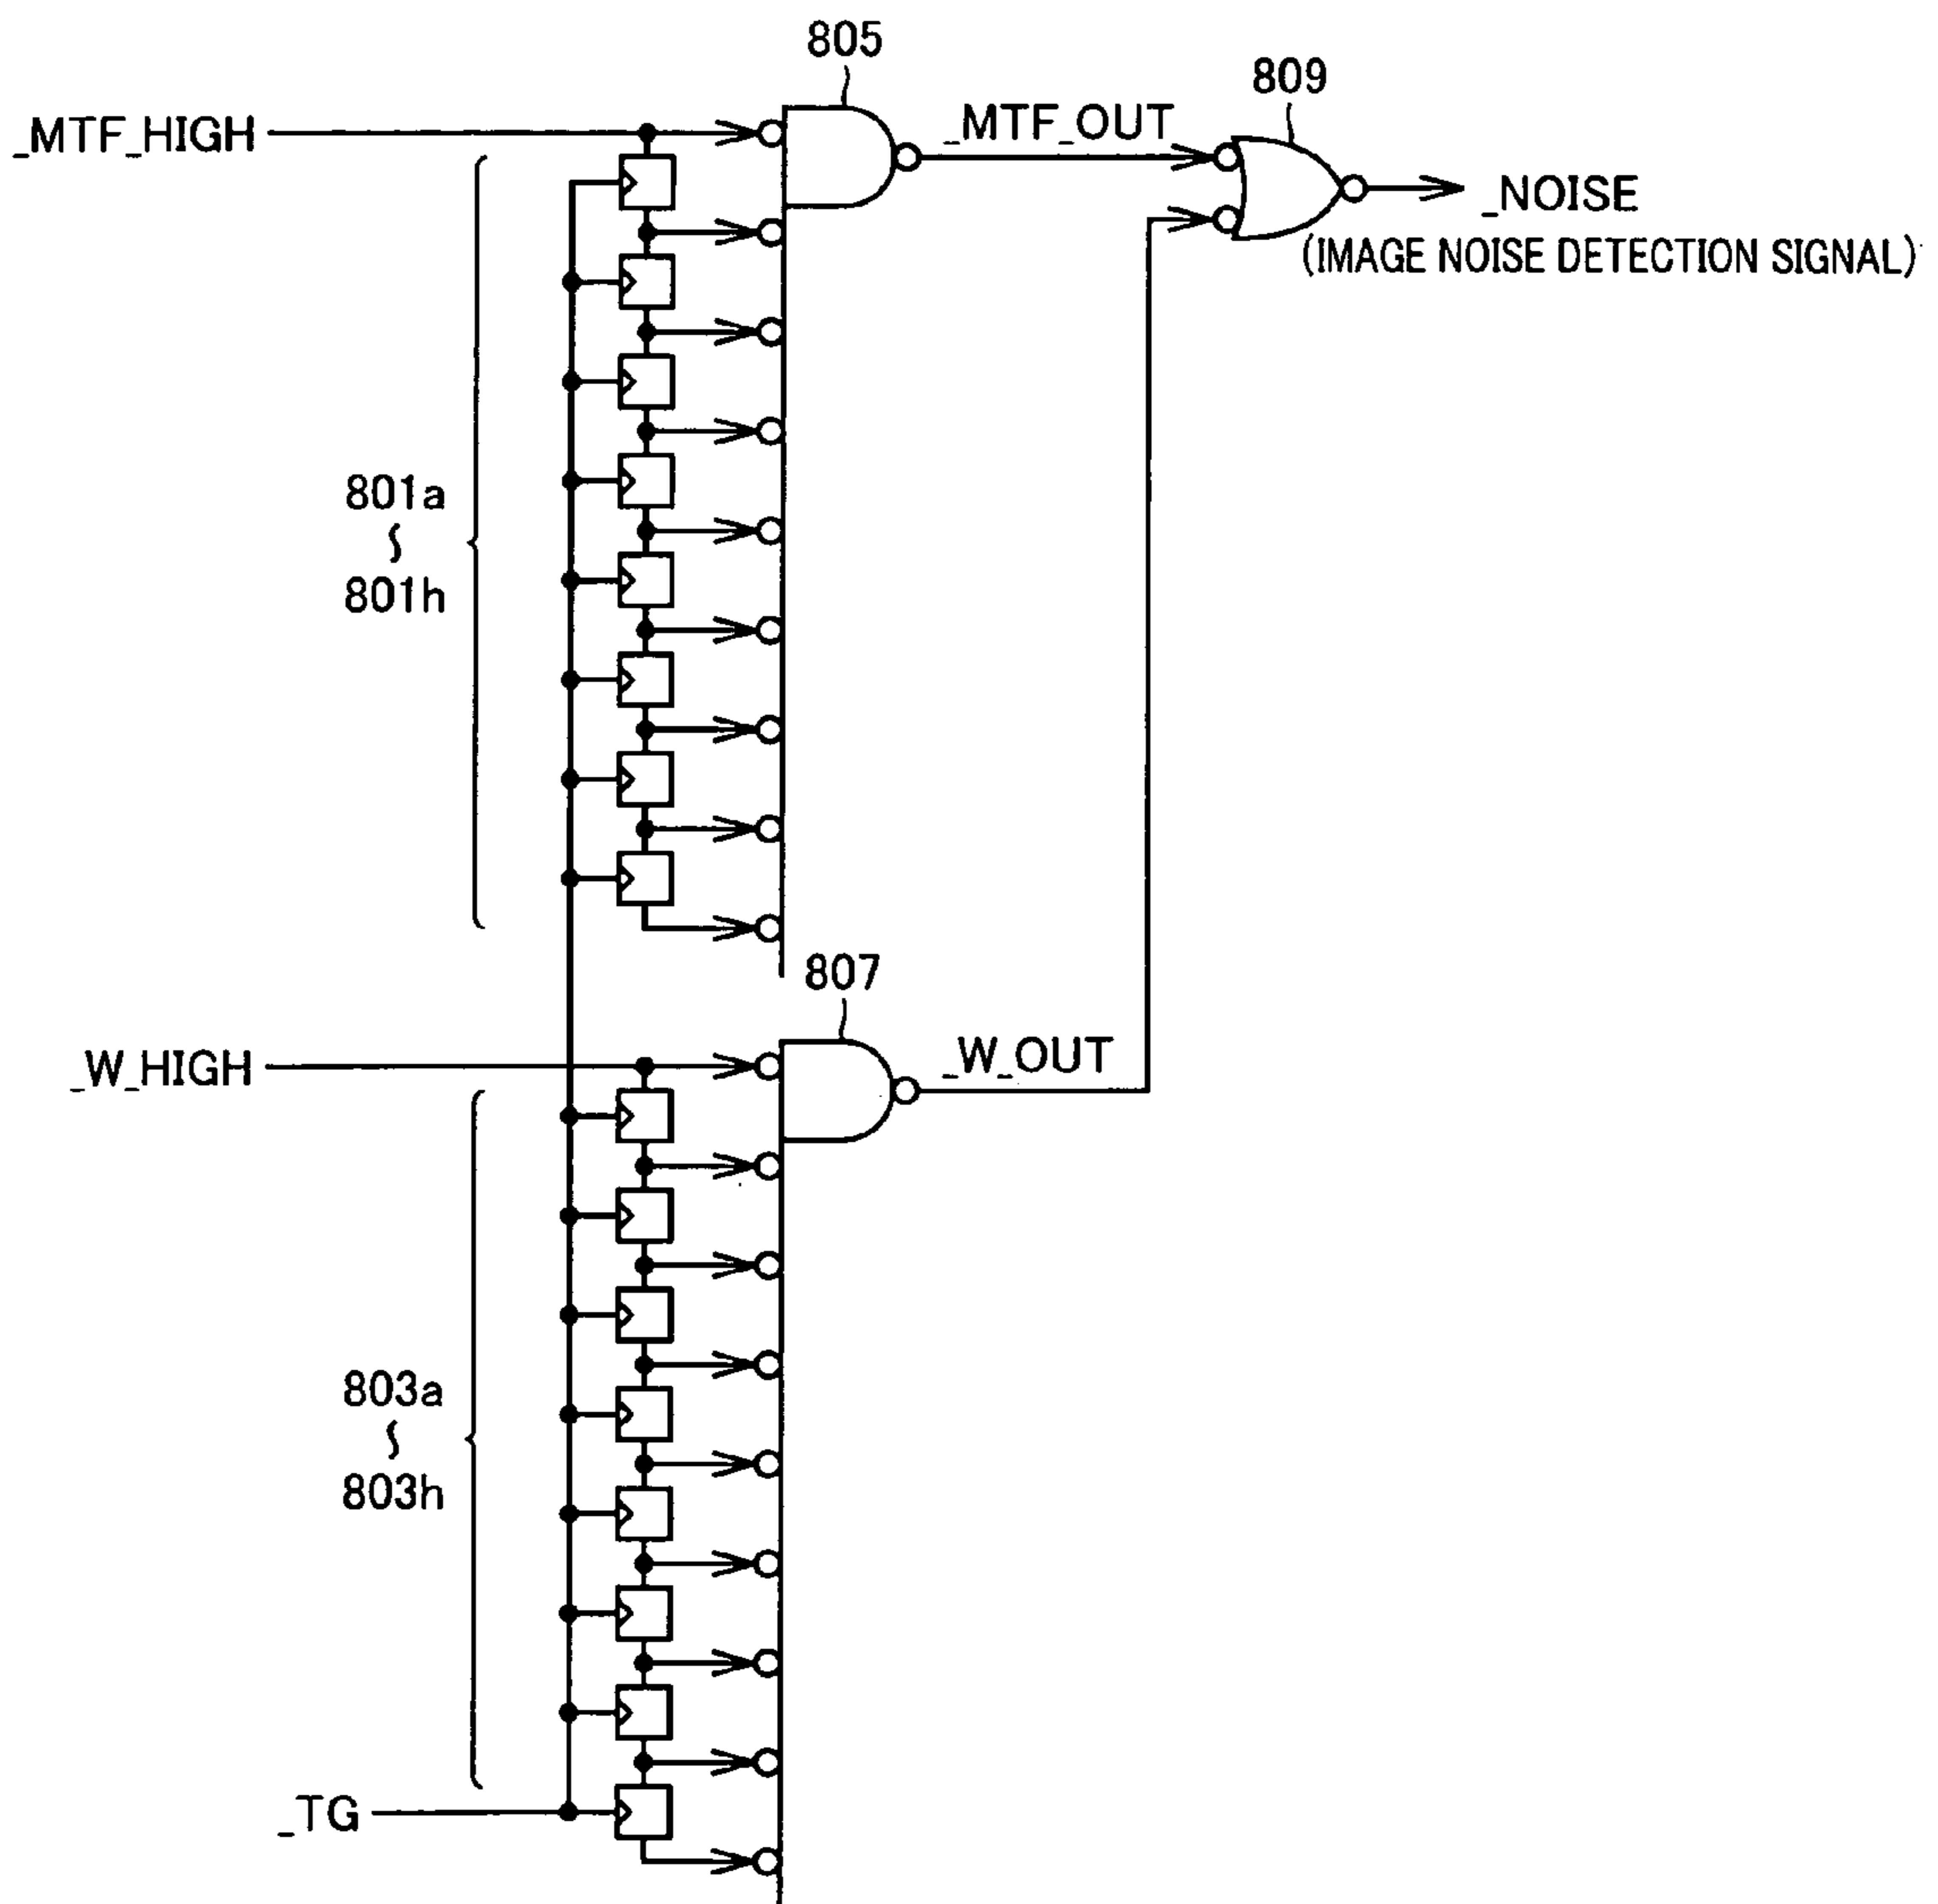 805
809
_MTF_HIGH
_MTF_OUT
_NOISE
(IMAGE NOISE DETECTION SIGNAL)
801a
~
801h
807
_W_HIGH
_W_OUT
803a
~
803h
_TG